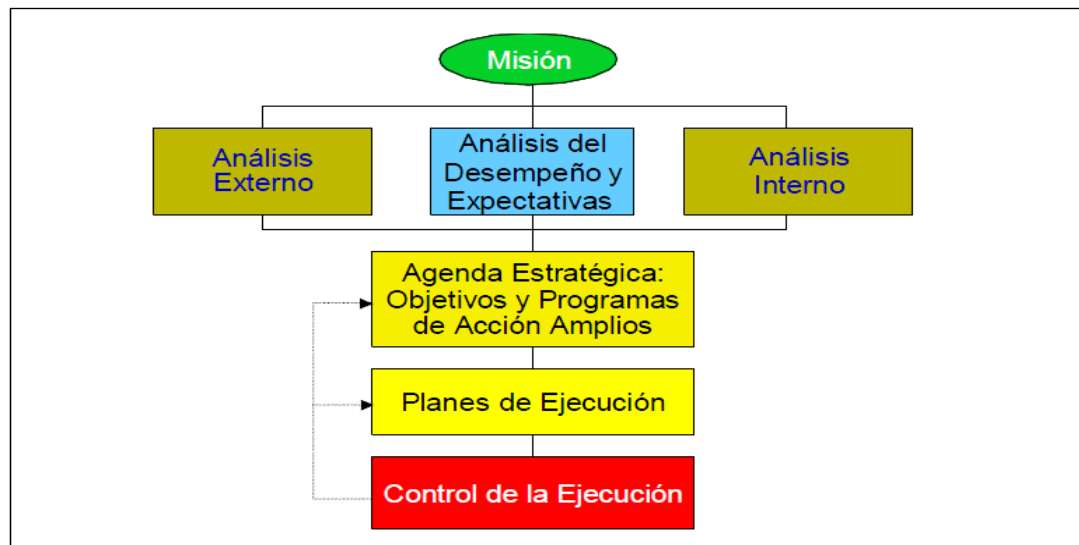 Misión
Análisis
Externo
Análisis del
Desempeño y
Expectativas
Análisis
Interno
Agenda Estratégica:
Objetivos y Programas
de Acción Amplios
Planes de Ejecución
Control de la Ejecución